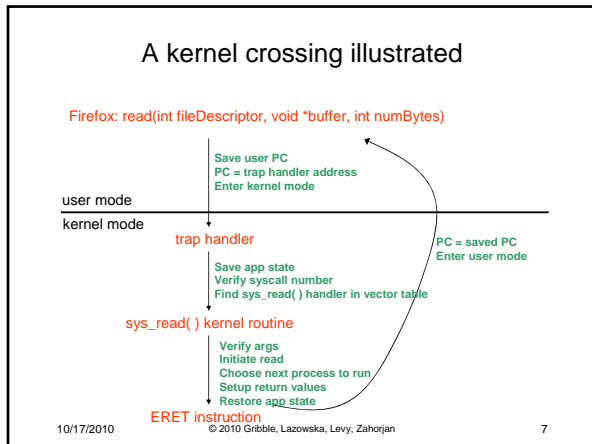 A kernel crossing illustrated
Firefox: read(int fileDescriptor, void *buffer, int numBytes)
Save user PC
PC = trap handler address
Enter kernel mode
user mode
kernel mode
trap handler
PC = saved PC
Enter user mode
Save app state
Verify syscall number
Find sys_read( ) handler in vector table
sys_read( ) kernel routine
Verify args
Initiate read
Choose next process to run
Setup return values
Restore app state
ERET instruction
10/17/2010
© 2010 Gribble, Lazowska, Levy, Zahorjan
7